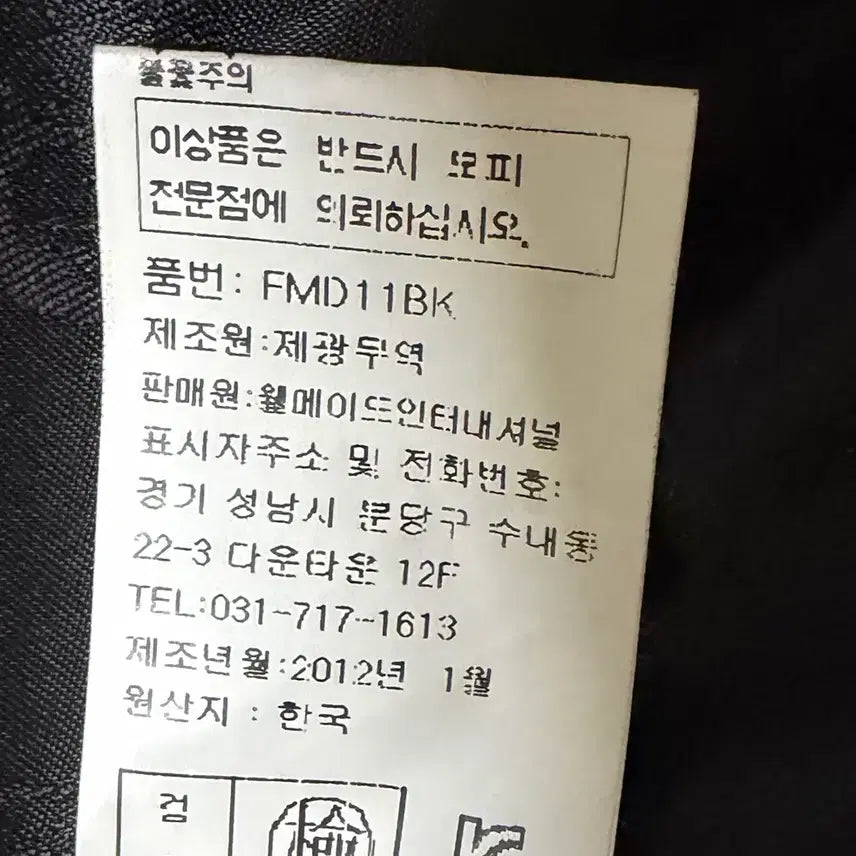 주의
이상품은 반드시 모피
전문점에 의뢰하십시오.
품번: FMD11BK
제조원:제광무역
판매원:웰메이드인터내셔널
표시자주소 및 전화번호:
경기 성남시 분당구 수내동
22-3 다운타운 12F
TEL:031-717-1613
제조년월:2012년 1월
원산지 : 한국
검